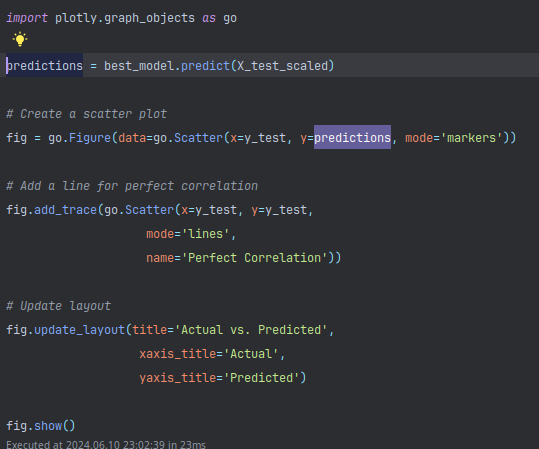 import plotly.graph_objects as go
predictions = best_model.predict(X_test_scaled)
# Create a scatter plot
fig = go.Figure(data=go.Scatter(x=y_test, y=predictions, mode='markers'))
# Add a line for perfect correlation
fig.add_trace(go.Scatter(x=y_test, y=y_test,
mode='lines',
name='Perfect Correlation'))
# Update layout
fig.update_layout(title='Actual vs. Predicted',
xaxis_title='Actual',
yaxis_title='Predicted')
fig.show()
Executed at 2024.06.10 23:02:39 in 23ms